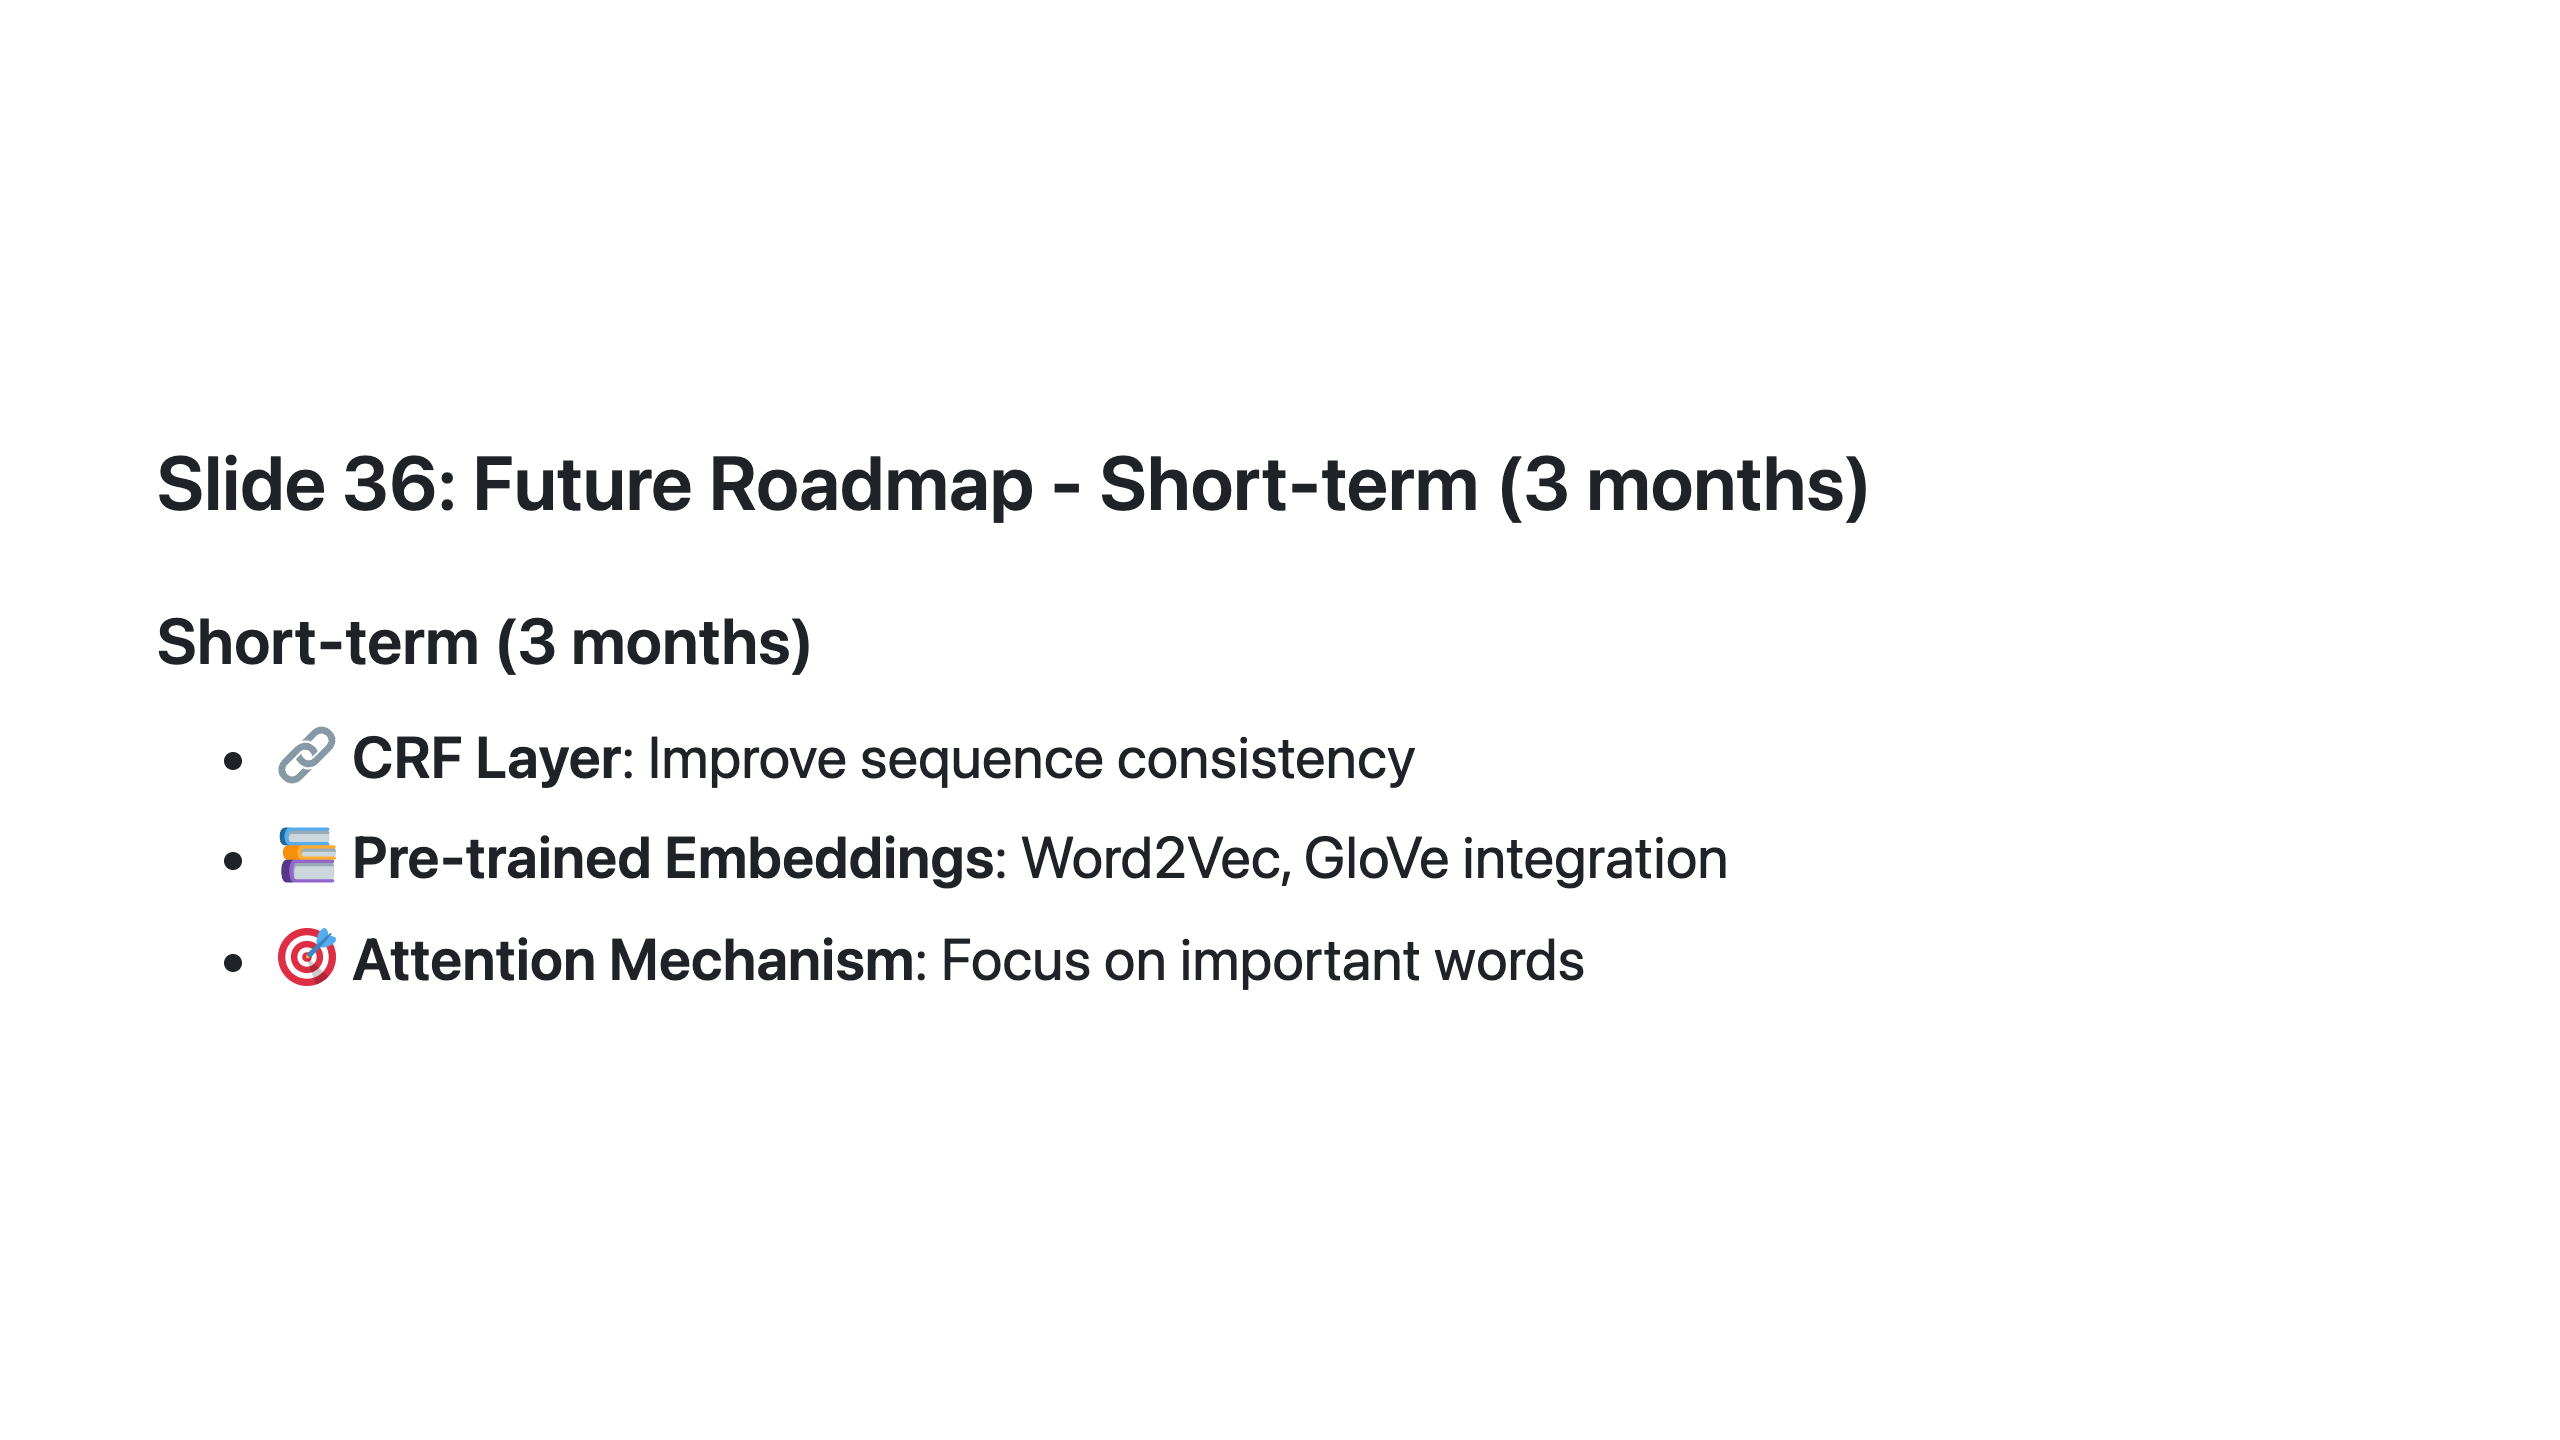 Slide 36: Future Roadmap - Short-term (3 months)
Short-term (3 months)
• 🔗 CRF Layer: Improve sequence consistency
• 📚 Pre-trained Embeddings: Word2Vec, GloVe integration
• 🎯 Attention Mechanism: Focus on important words